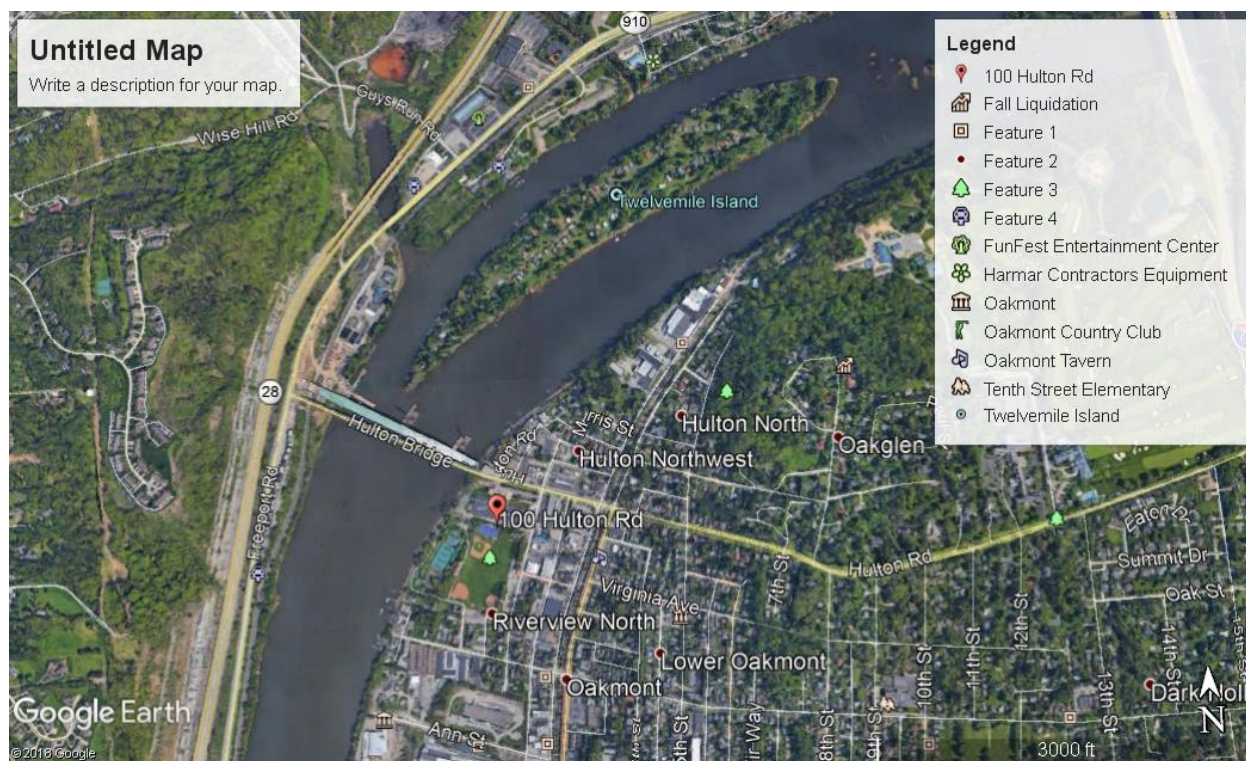 Untitled Map
Write a description for your map.
910
Legend
100 Hulton Rd
Fall Liquidation
Feature 1
Feature 2
Feature 3
Feature 4
FunFest Entertainment Center
Harmar Contractors Equipment
Oakmont
Oakmont Country Club
Oakmont Tavern
Tenth Street Elementary
Twelvemile Island
Guys Run Rd
Wise Hill Rd
Twelvemile Island
28
Hulton Bridge
Freeport Rd
Hulton North
Hulton Northwest
Oakglen
100 Hulton Rd
Hulton Rd
7th St
Virginia Ave
Eaton Dr
Summit Dr
Oak St
Riverview North
Lower Oakmont
Oakmont
Ann St
8th St
9th St
10th St
11th St
12th St
13th St
14th St
15th St
N
Google Earth
© 2018 Google
3000 ft